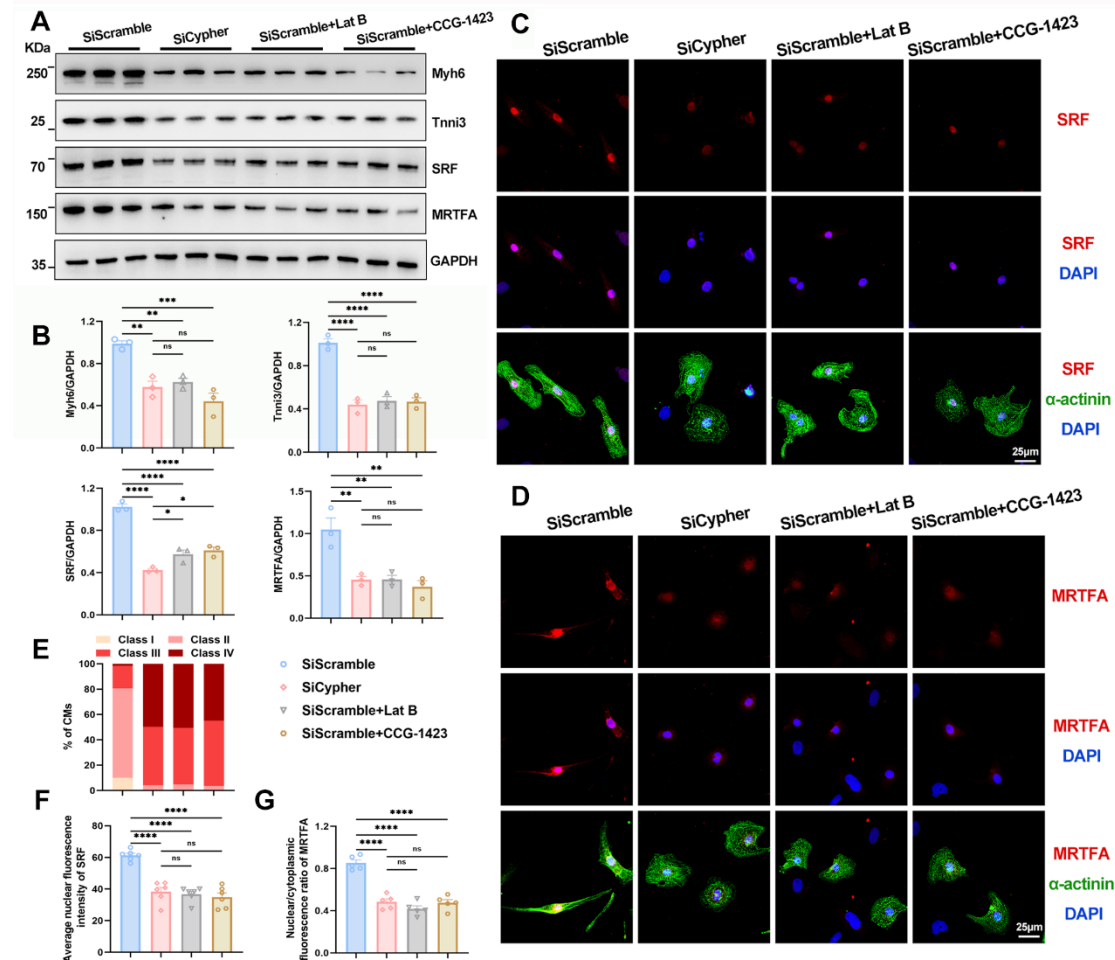 A
SiScramble SiCypher SiScramble+Lat B SiScramble+CCG-1423
KDa
250 Myh6
25 Tnni3
70 SRF
150 MRTFA
35 GAPDH
B
Myh6/GAPDH
1.2
0.8
0.4
0.0
** ** *** ns ns
Tnni3/GAPDH
1.2
0.8
0.4
0.0
**** **** **** ns ns
SRF/GAPDH
1.2
0.8
0.4
0.0
**** **** **** * *
MRTFA/GAPDH
1.5
1.0
0.5
0.0
** ** ** ns ns
E
Class I Class II
Class III Class IV
% of CMs
100
80
60
40
20
0
SiScramble
SiCypher
SiScramble+Lat B
SiScramble+CCG-1423
F
Average nuclear fluorescence
intensity of SRF
80
60
40
20
0
**** **** **** ns ns
G
Nuclear/cytoplasmic
fluorescence ratio of MRTFA
1.2
0.8
0.4
0.0
**** **** **** ns ns
C
SiScramble SiCypher SiScramble+Lat B SiScramble+CCG-1423
SRF
SRF
DAPI
SRF
α-actinin
DAPI
25μm
D
SiScramble SiCypher SiScramble+Lat B SiScramble+CCG-1423
MRTFA
MRTFA
DAPI
MRTFA
α-actinin
DAPI
25μm